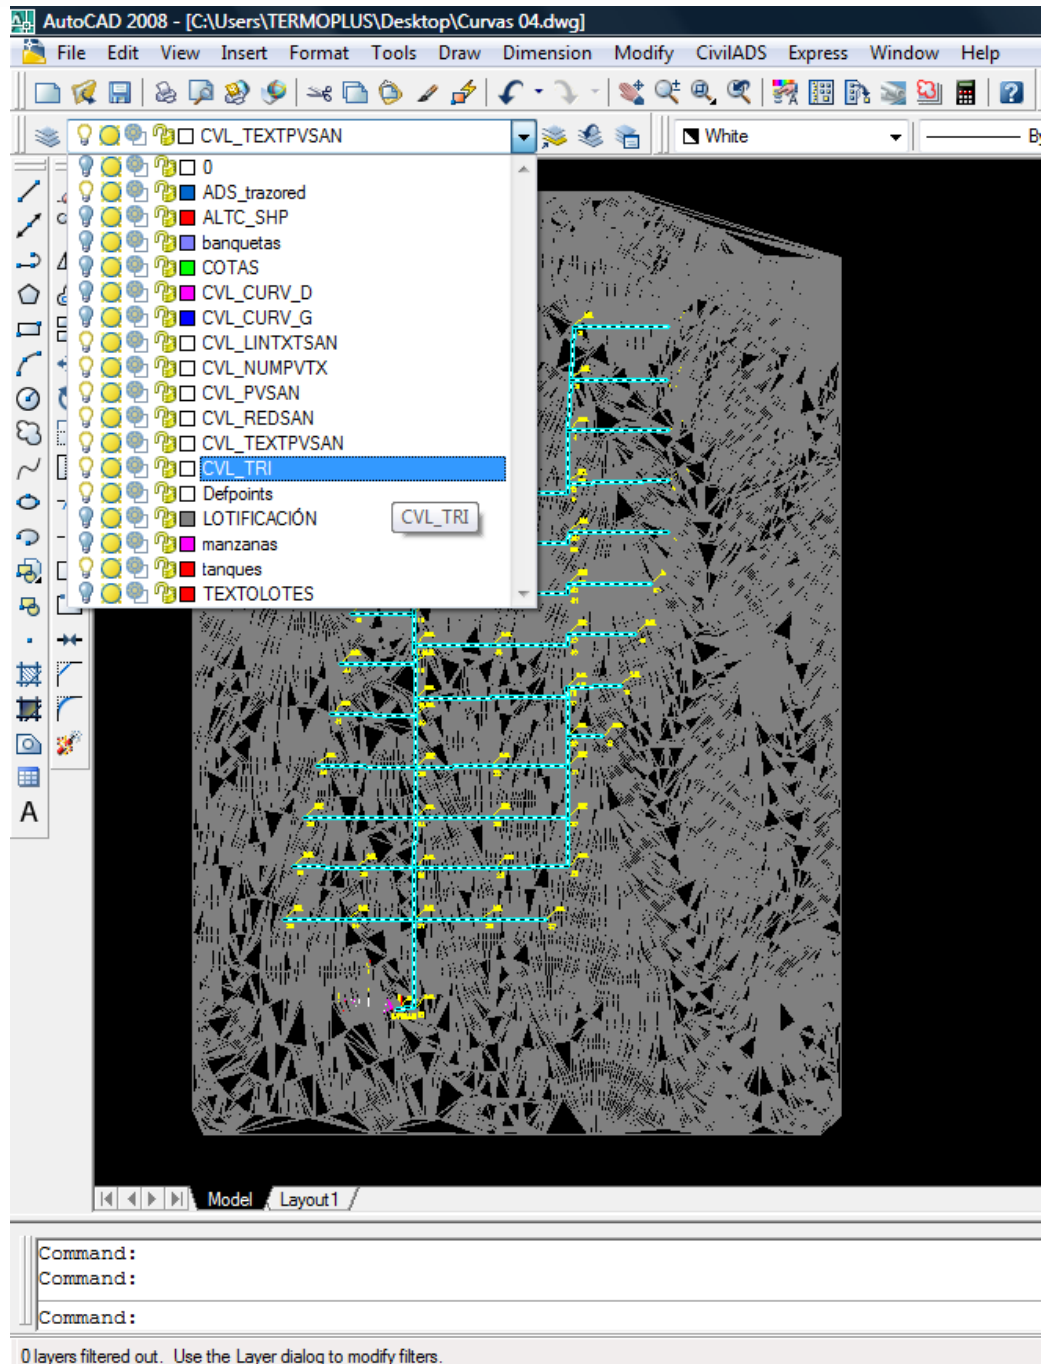 AutoCAD 2008 - [C:\Users\TERMOPLUS\Desktop\Curvas 04.dwg]
File Edit View Insert Format Tools Draw Dimension Modify CivilADS Express Window Help
CVL_TEXTPVSAN
White
0
ADS_trazored
ALTC_SHP
banquetas
COTAS
CVL_CURV_D
CVL_CURV_G
CVL_LINTXTSAN
CVL_NUMPVTX
CVL_PVSAN
CVL_REDSAN
CVL_TEXTPVSAN
CVL_TRI
Defpoints
LOTIFICACIÓN
CVL_TRI
manzanas
tanques
TEXTOLOTES
A
Model Layout1
Command:
Command:
Command:
0 layers filtered out. Use the Layer dialog to modify filters.